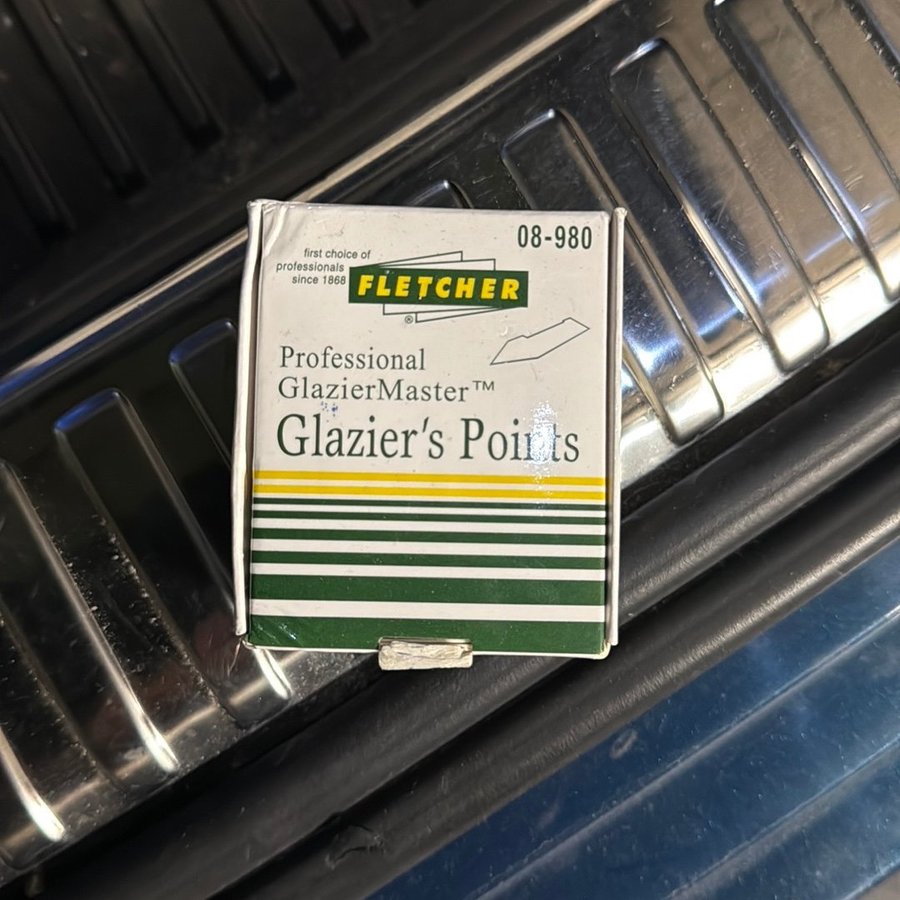 08-980
first choice of
professionals
since 1868
FLETCHER
®
Professional
GlazierMaster™
Glazier's Points